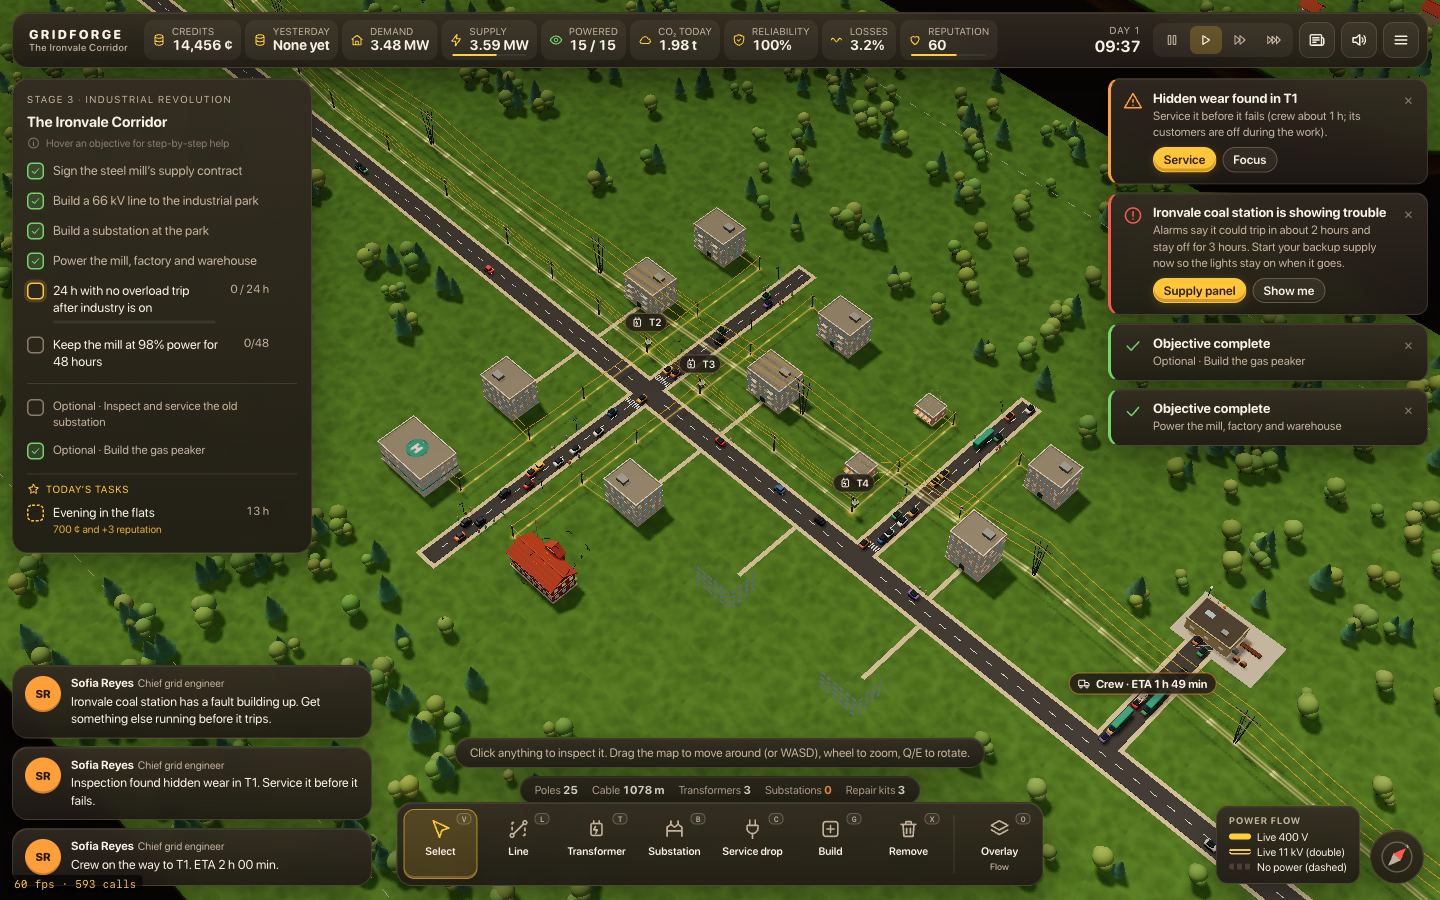 GRIDFORGE
The Ironvale Corridor
CREDITS
14,456 ¢
YESTERDAY
None yet
DEMAND
3.48 MW
SUPPLY
3.59 MW
POWERED
15 / 15
CO₂ TODAY
1.98 t
RELIABILITY
100%
LOSSES
3.2%
REPUTATION
60
DAY 1
09:37
STAGE 3 · INDUSTRIAL REVOLUTION
The Ironvale Corridor
Hover an objective for step-by-step help
Sign the steel mill's supply contract
Build a 66 kV line to the industrial park
Build a substation at the park
Power the mill, factory and warehouse
24 h with no overload trip 0 / 24 h
after industry is on
Keep the mill at 98% power for 0/48
48 hours
Optional · Inspect and service the old
substation
Optional · Build the gas peaker
TODAY'S TASKS
Evening in the flats 13 h
700 ¢ and +3 reputation
Hidden wear found in T1
Service it before it fails (crew about 1 h; its
customers are off during the work).
Service Focus
Ironvale coal station is showing trouble
Alarms say it could trip in about 2 hours and
stay off for 3 hours. Start your backup supply
now so the lights stay on when it goes.
Supply panel Show me
Objective complete
Optional · Build the gas peaker
Objective complete
Power the mill, factory and warehouse
T2
T3
T4
H
Crew · ETA 1 h 49 min
SR
Sofia Reyes Chief grid engineer
Ironvale coal station has a fault building up. Get
something else running before it trips.
SR
Sofia Reyes Chief grid engineer
Inspection found hidden wear in T1. Service it before it
fails.
SR
Sofia Reyes Chief grid engineer
Crew on the way to T1. ETA 2 h 00 min.
60 fps · 593 calls
Click anything to inspect it. Drag the map to move around (or WASD), wheel to zoom, Q/E to rotate.
Poles 25 Cable 1078 m Transformers 3 Substations 0 Repair kits 3
V
Select
L
Line
T
Transformer
B
Substation
C
Service drop
G
Build
X
Remove
O
Overlay
Flow
POWER FLOW
Live 400 V
Live 11 kV (double)
No power (dashed)